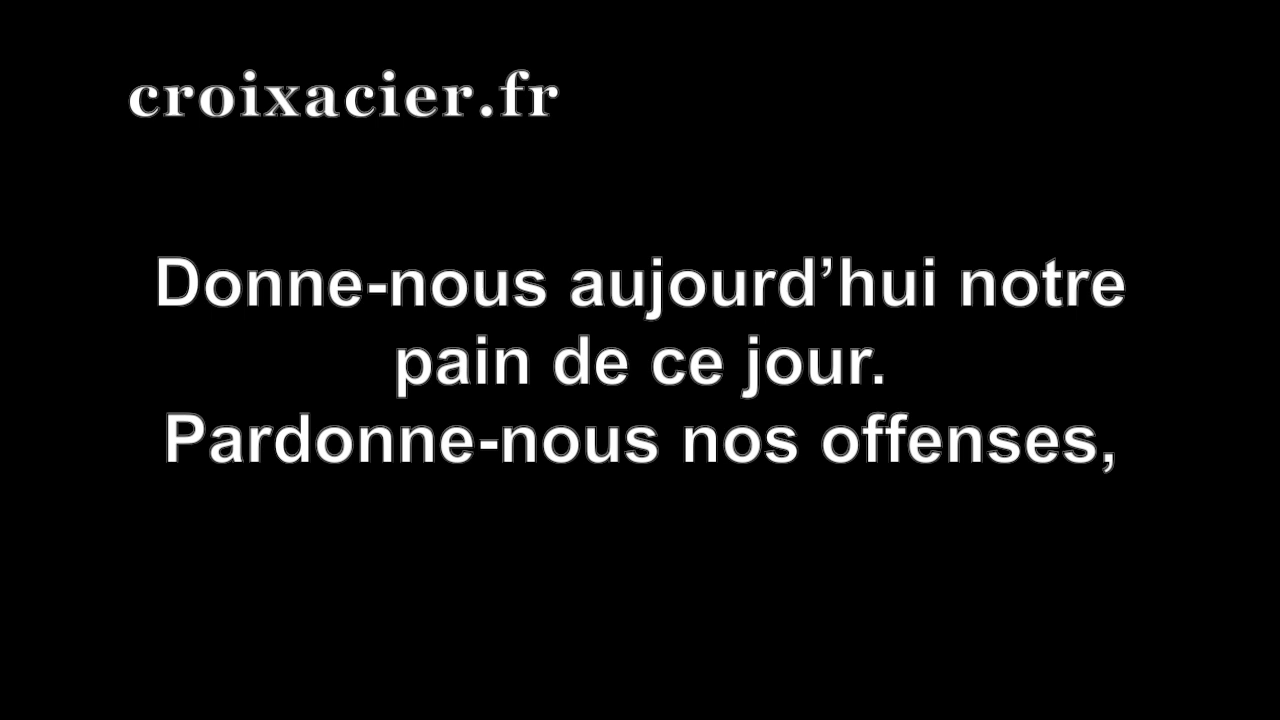 croixacier.fr
Donne-nous aujourd’hui notre
pain de ce jour.
Pardonne-nous nos offenses,